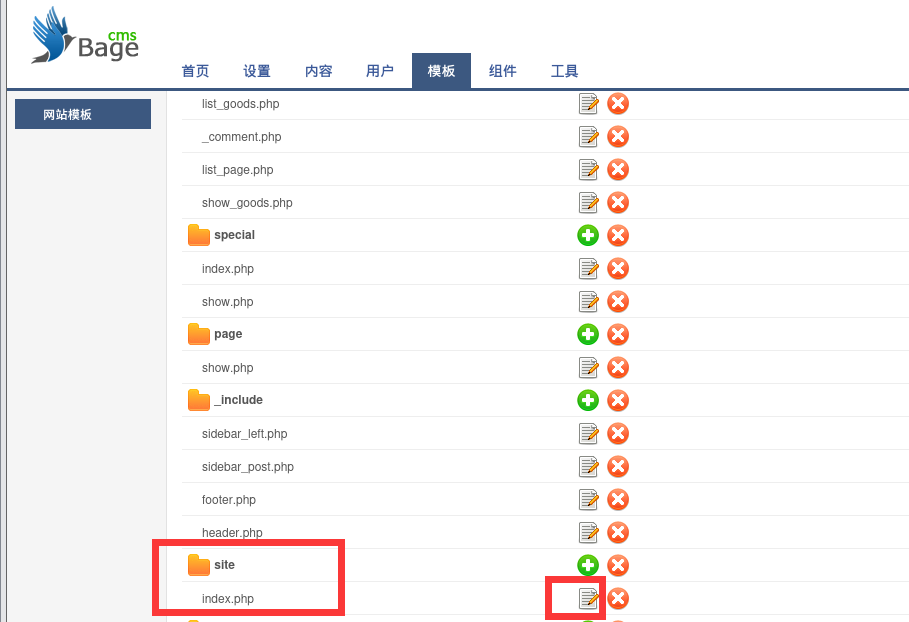 cms
Bage
首页 设置 内容 用户 模板 组件 工具
网站模板
list_goods.php
_comment.php
list_page.php
show_goods.php
special
index.php
show.php
page
show.php
_include
sidebar_left.php
sidebar_post.php
footer.php
header.php
site
index.php